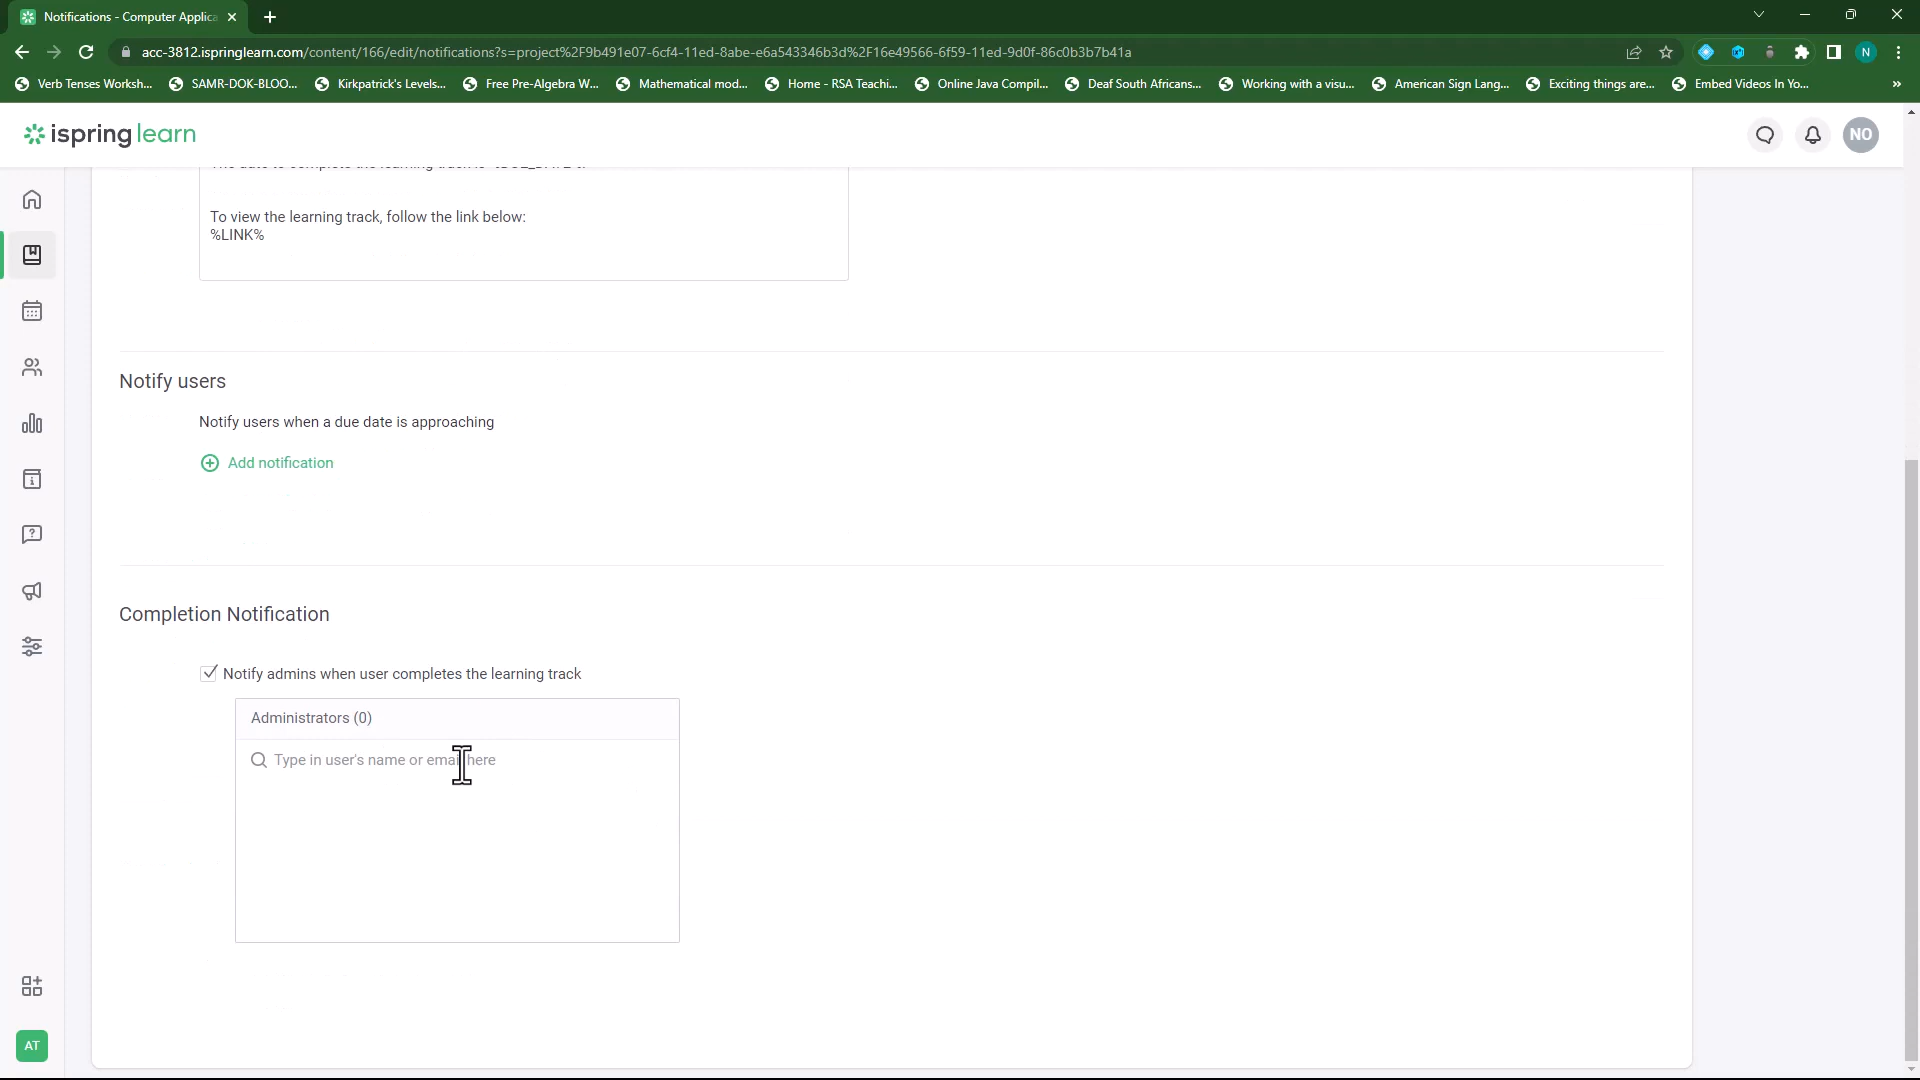 Notifications - Computer Applica
acc-3812.ispringlearn.com/content/166/edit/notifications?s=project%2F9b491e07-6cf4-11ed-8abe-e6a543346b3d%2F16e49566-6f59-11ed-9d0f-86c0b3b7b41a
N
Verb Tenses Worksh...
SAMR-DOK-BLOO...
Kirkpatrick's Levels...
Free Pre-Algebra W...
Mathematical mod...
Home - RSA Teachi...
Online Java Compil...
Deaf South Africans...
Working with a visu...
American Sign Lang...
Exciting things are...
Embed Videos In Yo...
ispring learn
NO
To view the learning track, follow the link below:
%LINK%
Notify users
Notify users when a due date is approaching
Add notification
Completion Notification
Notify admins when user completes the learning track
Administrators (0)
Type in user's name or email here
AT